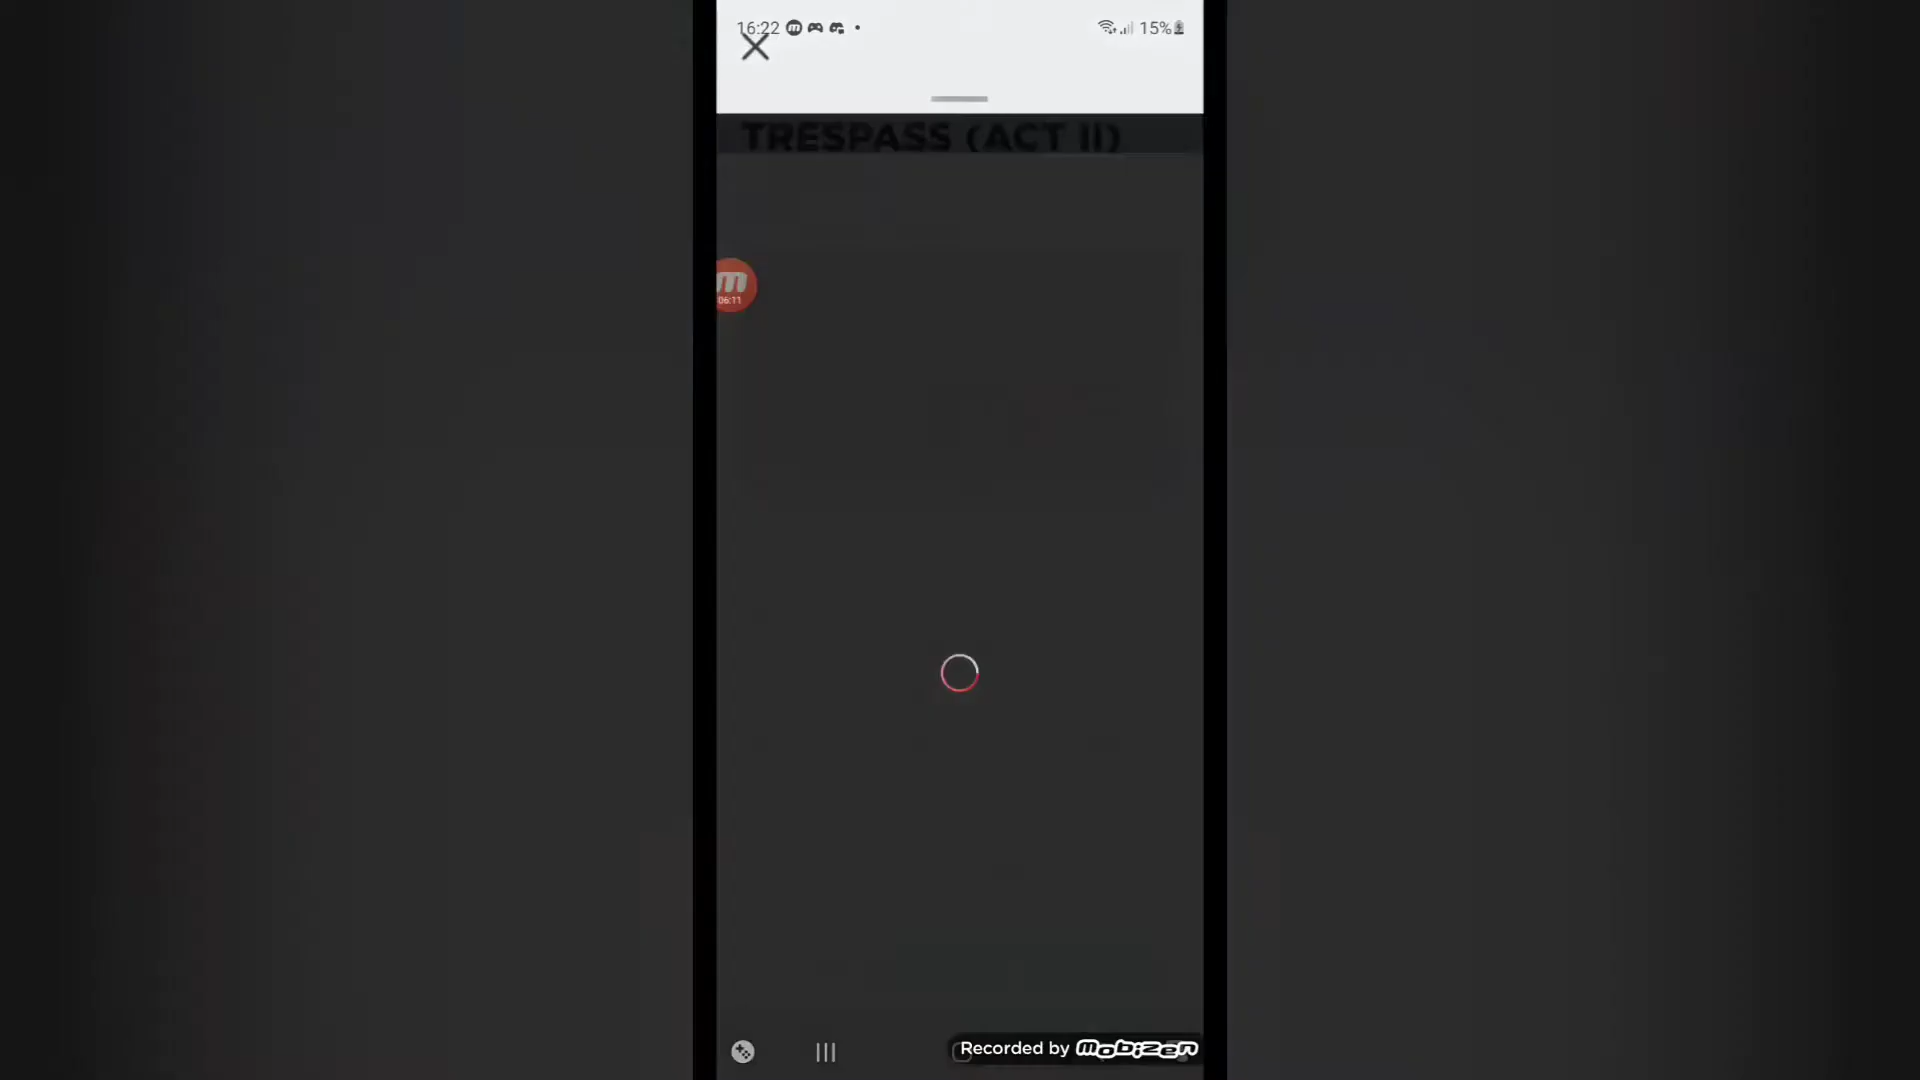 16:22
15%
TRESPASS (ACT II)
m
06:11
Recorded by mobizen